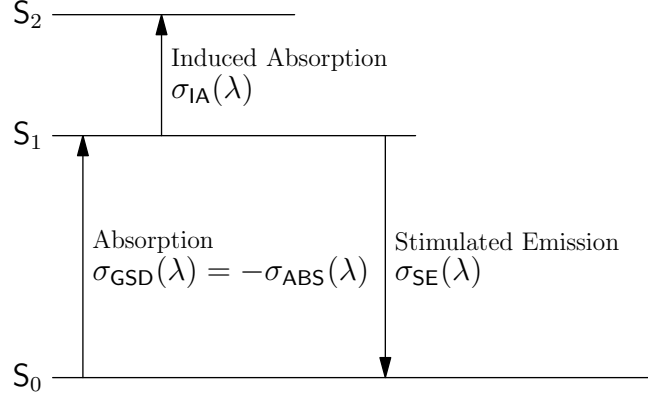 S₂
Induced Absorption
σ_IA(λ)
S₁
Absorption
σ_GSD(λ) = −σ_ABS(λ)
Stimulated Emission
σ_SE(λ)
S₀